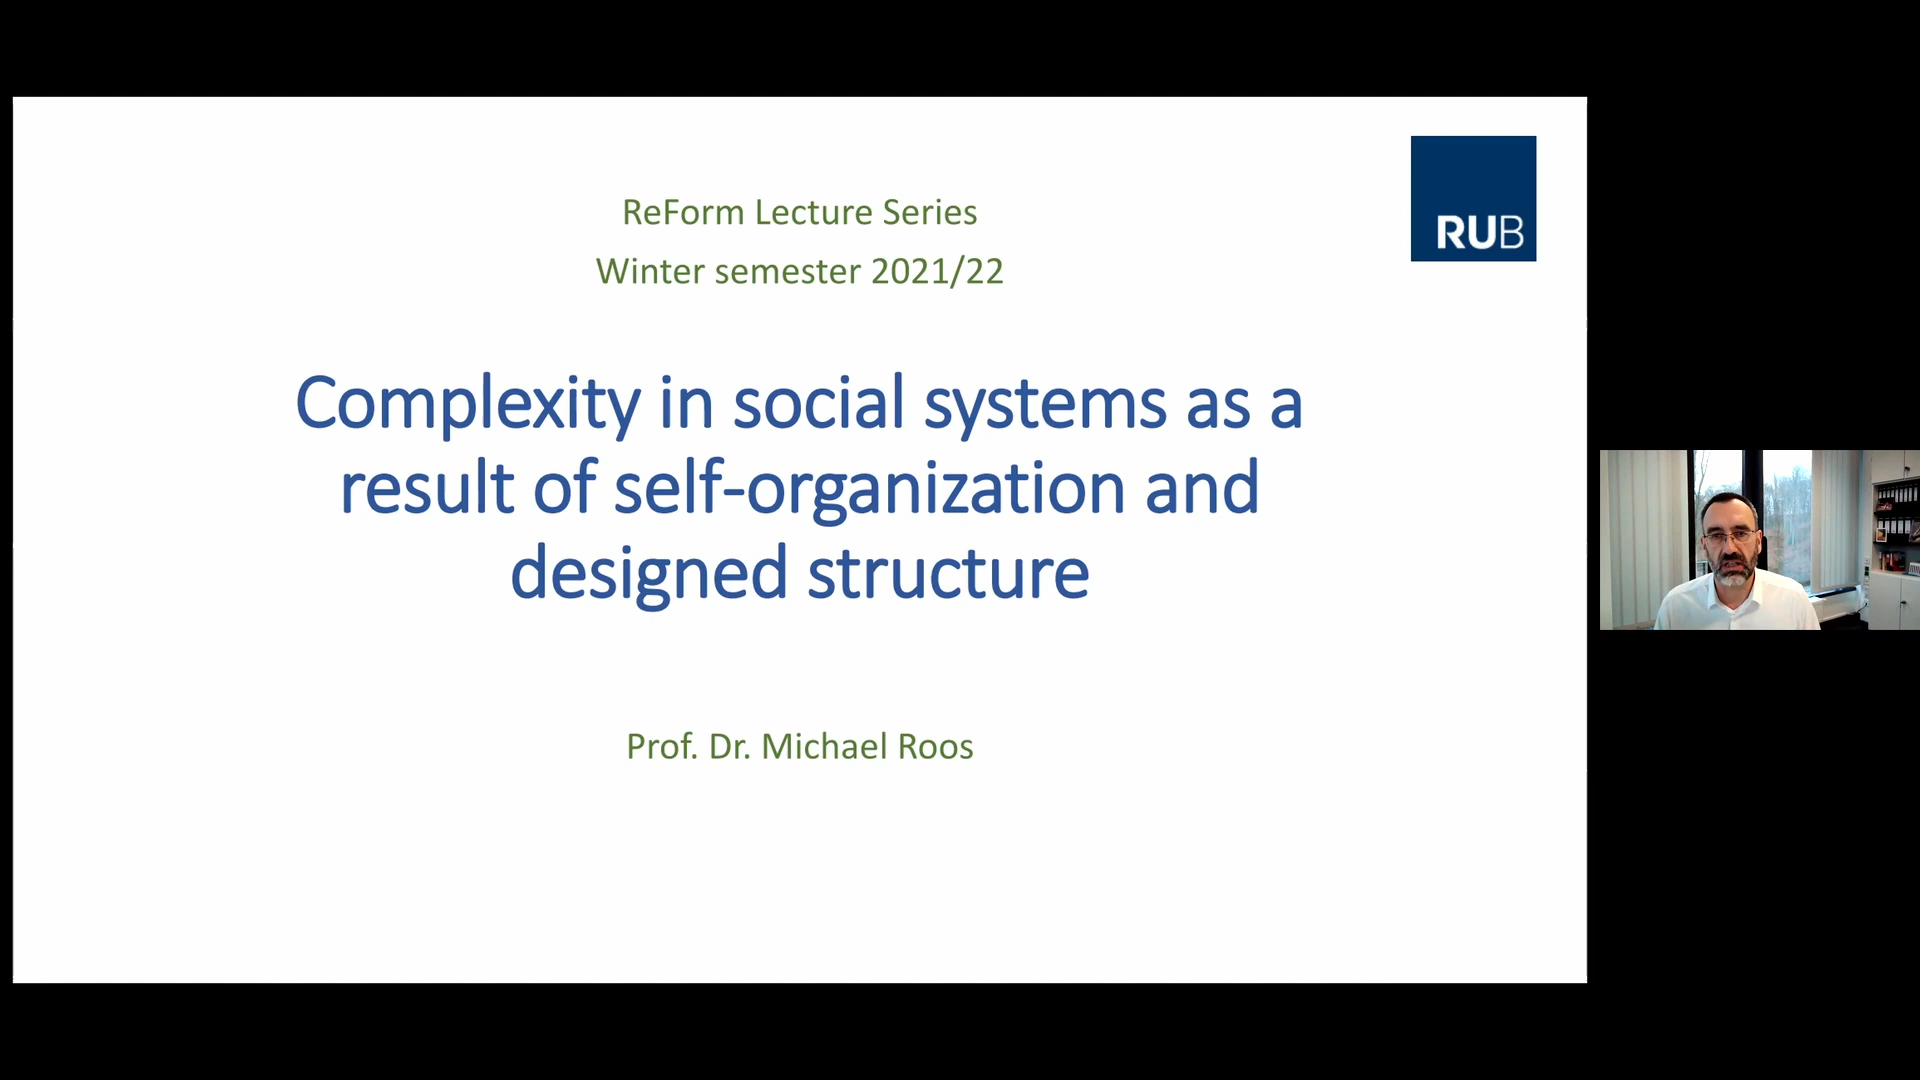 ReForm Lecture Series
Winter semester 2021/22
RUB
Complexity in social systems as a
result of self-organization and
designed structure
Prof. Dr. Michael Roos